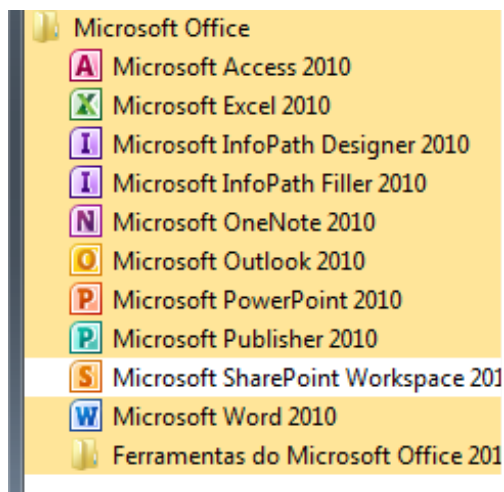 Microsoft Office
Microsoft Access 2010
Microsoft Excel 2010
Microsoft InfoPath Designer 2010
Microsoft InfoPath Filler 2010
Microsoft OneNote 2010
Microsoft Outlook 2010
Microsoft PowerPoint 2010
Microsoft Publisher 2010
Microsoft SharePoint Workspace 201
Microsoft Word 2010
Ferramentas do Microsoft Office 201